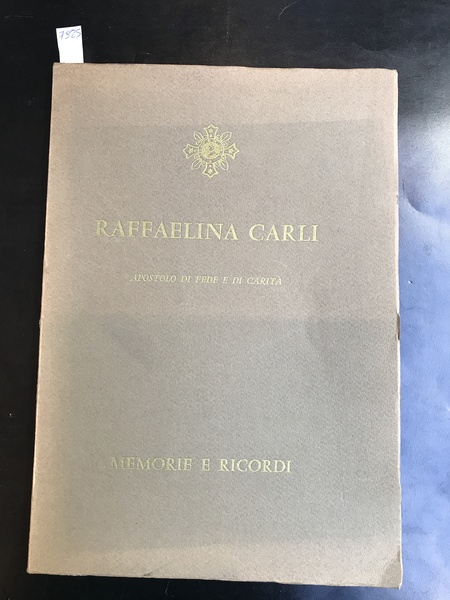 7525
RAFFAELINA CARLI
APOSTOLO DI FEDE E DI CARITÀ
MEMORIE E RICORDI